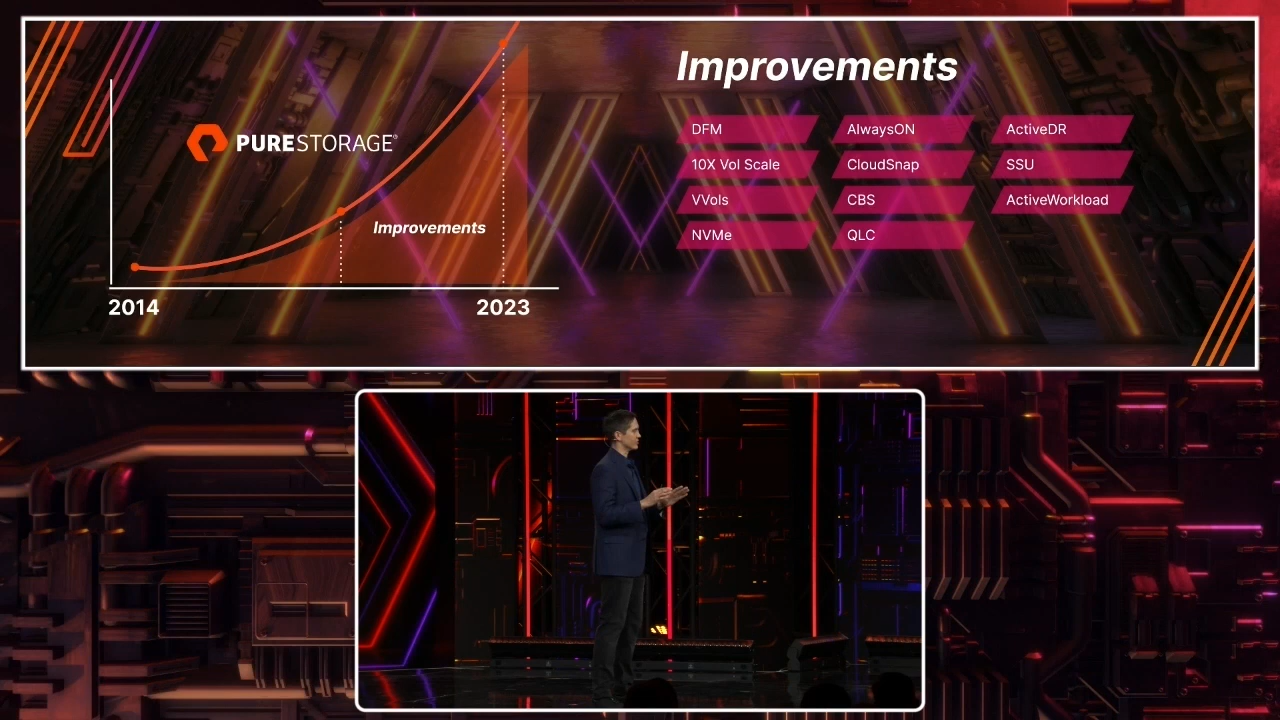 PURESTORAGE®
Improvements
2014
2023
Improvements
DFM
AlwaysON
ActiveDR
10X Vol Scale
CloudSnap
SSU
VVols
CBS
ActiveWorkload
NVMe
QLC